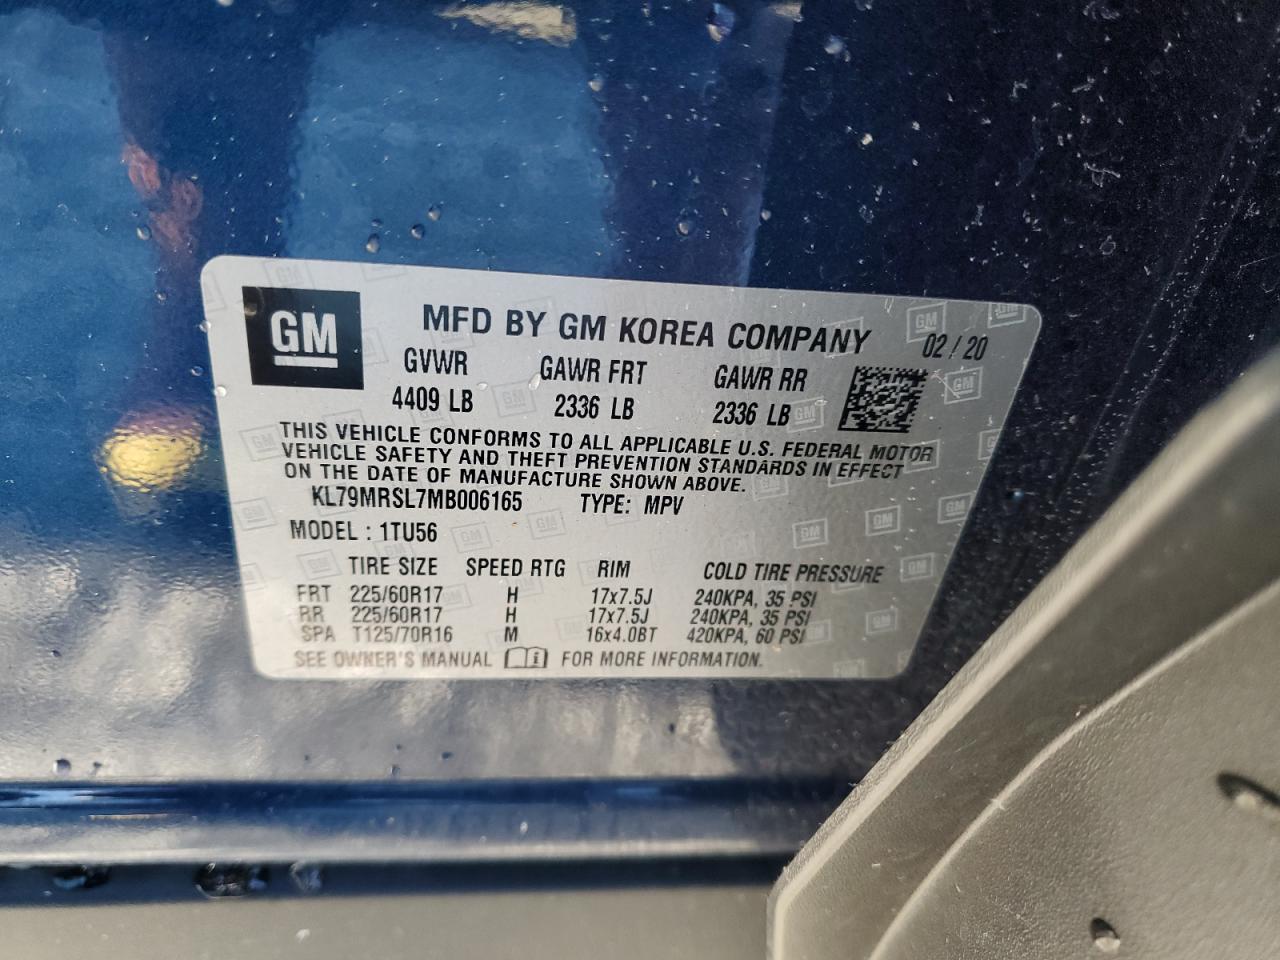 GM
MFD BY GM KOREA COMPANY 02/20
GVWR GAWR FRT GAWR RR
4409 LB 2336 LB 2336 LB
THIS VEHICLE CONFORMS TO ALL APPLICABLE U.S. FEDERAL MOTOR
VEHICLE SAFETY AND THEFT PREVENTION STANDARDS IN EFFECT
ON THE DATE OF MANUFACTURE SHOWN ABOVE.
KL79MRSL7MB006165 TYPE: MPV
MODEL : 1TU56
TIRE SIZE SPEED RTG RIM COLD TIRE PRESSURE
FRT 225/60R17 H 17x7.5J 240KPA, 35 PSI
RR 225/60R17 H 17x7.5J 240KPA, 35 PSI
SPA T125/70R16 M 16x4.0BT 420KPA, 60 PSI
SEE OWNER'S MANUAL FOR MORE INFORMATION.